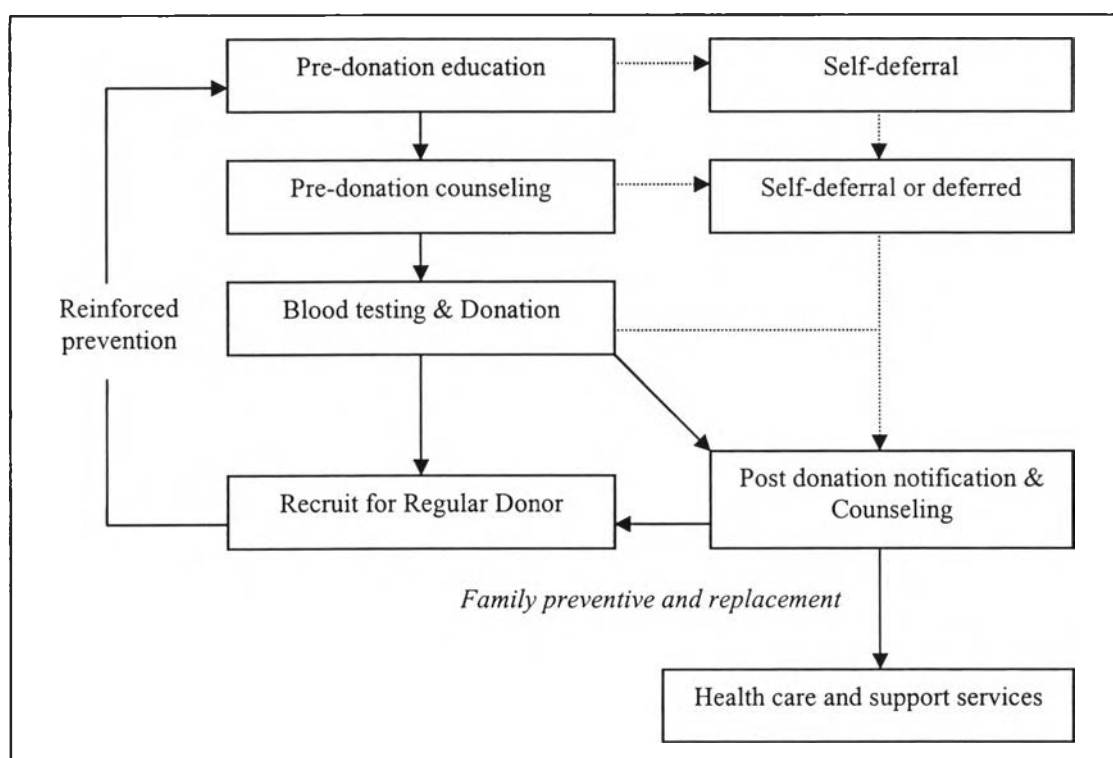 Pre-donation education
Self-deferral
Pre-donation counseling
Self-deferral or deferred
Blood testing & Donation
Reinforced
prevention
Recruit for Regular Donor
Post donation notification &
Counseling
Family preventive and replacement
Health care and support services